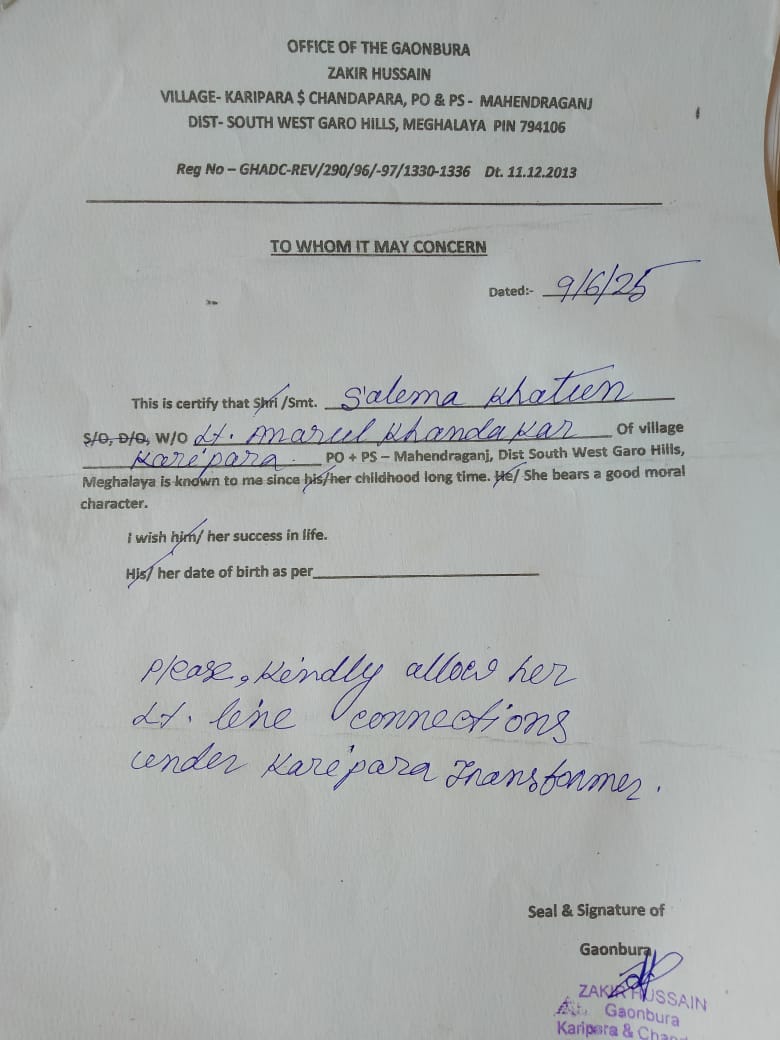 OFFICE OF THE GAONBURA
ZAKIR HUSSAIN
VILLAGE- KARIPARA $ CHANDAPARA, PO & PS - MAHENDRAGANJ
DIST- SOUTH WEST GARO HILLS, MEGHALAYA PIN 794106
Reg No – GHADC-REV/290/96/-97/1330-1336 Dt. 11.12.2013
TO WHOM IT MAY CONCERN
Dated:- 9/6/25
This is certify that Shri /Smt. Salema Khatun
S/O, D/O, W/O Lt. Anarul Khandakar Of village
Karipara PO + PS – Mahendraganj, Dist South West Garo Hills,
Meghalaya is known to me since his/her childhood long time. He/ She bears a good moral
character.
I wish him/ her success in life.
His/ her date of birth as per
Please, Kindly allow her
Lt. line connections
under Karipara Transformer.
Seal & Signature of
Gaonbura
ZAKIR HUSSAIN
Gaonbura
Karipara &